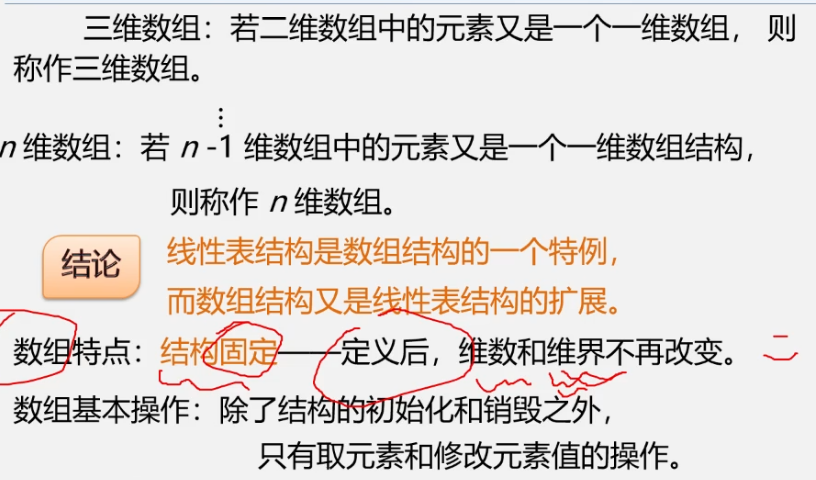 三维数组：若二维数组中的元素又是一个一维数组， 则
称作三维数组。
⋮
n 维数组：若 n -1 维数组中的元素又是一个一维数组结构，
则称作 n 维数组。
结论
线性表结构是数组结构的一个特例，
而数组结构又是线性表结构的扩展。
数组特点：结构固定——定义后，维数和维界不再改变。 二
数组基本操作：除了结构的初始化和销毁之外，
只有取元素和修改元素值的操作。